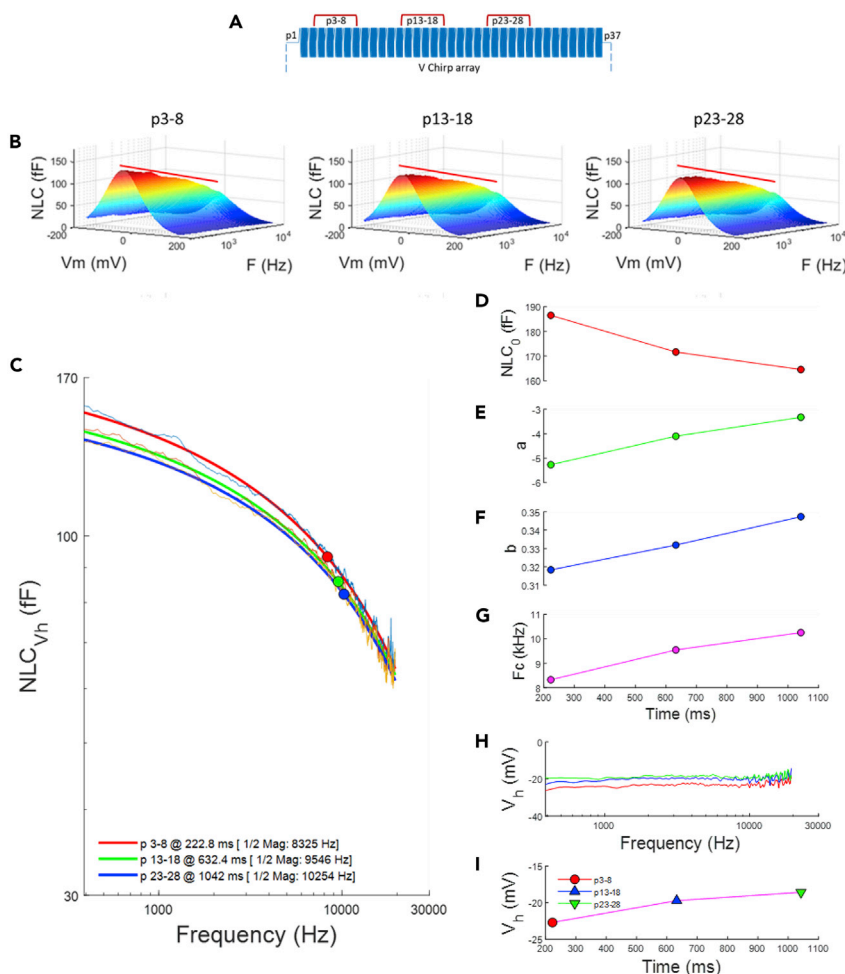 A
p3-8
p13-18
p23-28
p1
p37
V Chirp array
B
p3-8
p13-18
p23-28
NLC (fF)
150
100
50
0
-200
0
200
10³
10⁴
Vm (mV)
F (Hz)
NLC (fF)
150
100
50
0
-200
0
200
10³
10⁴
Vm (mV)
F (Hz)
NLC (fF)
150
100
50
0
-200
0
200
10³
10⁴
Vm (mV)
F (Hz)
C
NLC_Vh (fF)
170
100
30
1000
10000
30000
Frequency (Hz)
p 3-8 @ 222.8 ms [ 1/2 Mag: 8325 Hz]
p 13-18 @ 632.4 ms [ 1/2 Mag: 9546 Hz]
p 23-28 @ 1042 ms [ 1/2 Mag: 10254 Hz]
D
NLC₀ (fF)
190
180
170
160
E
a
-3
-4
-5
-6
F
b
0.35
0.34
0.33
0.32
0.31
G
Fc (kHz)
11
10
9
8
200 300 400 500 600 700 800 900 1000 1100
Time (ms)
H
V_h (mV)
0
-20
-40
1000
10000
30000
Frequency (Hz)
I
V_h (mV)
-15
-20
-25
p3-8
p13-18
p23-28
200 300 400 500 600 700 800 900 1000 1100
Time (ms)